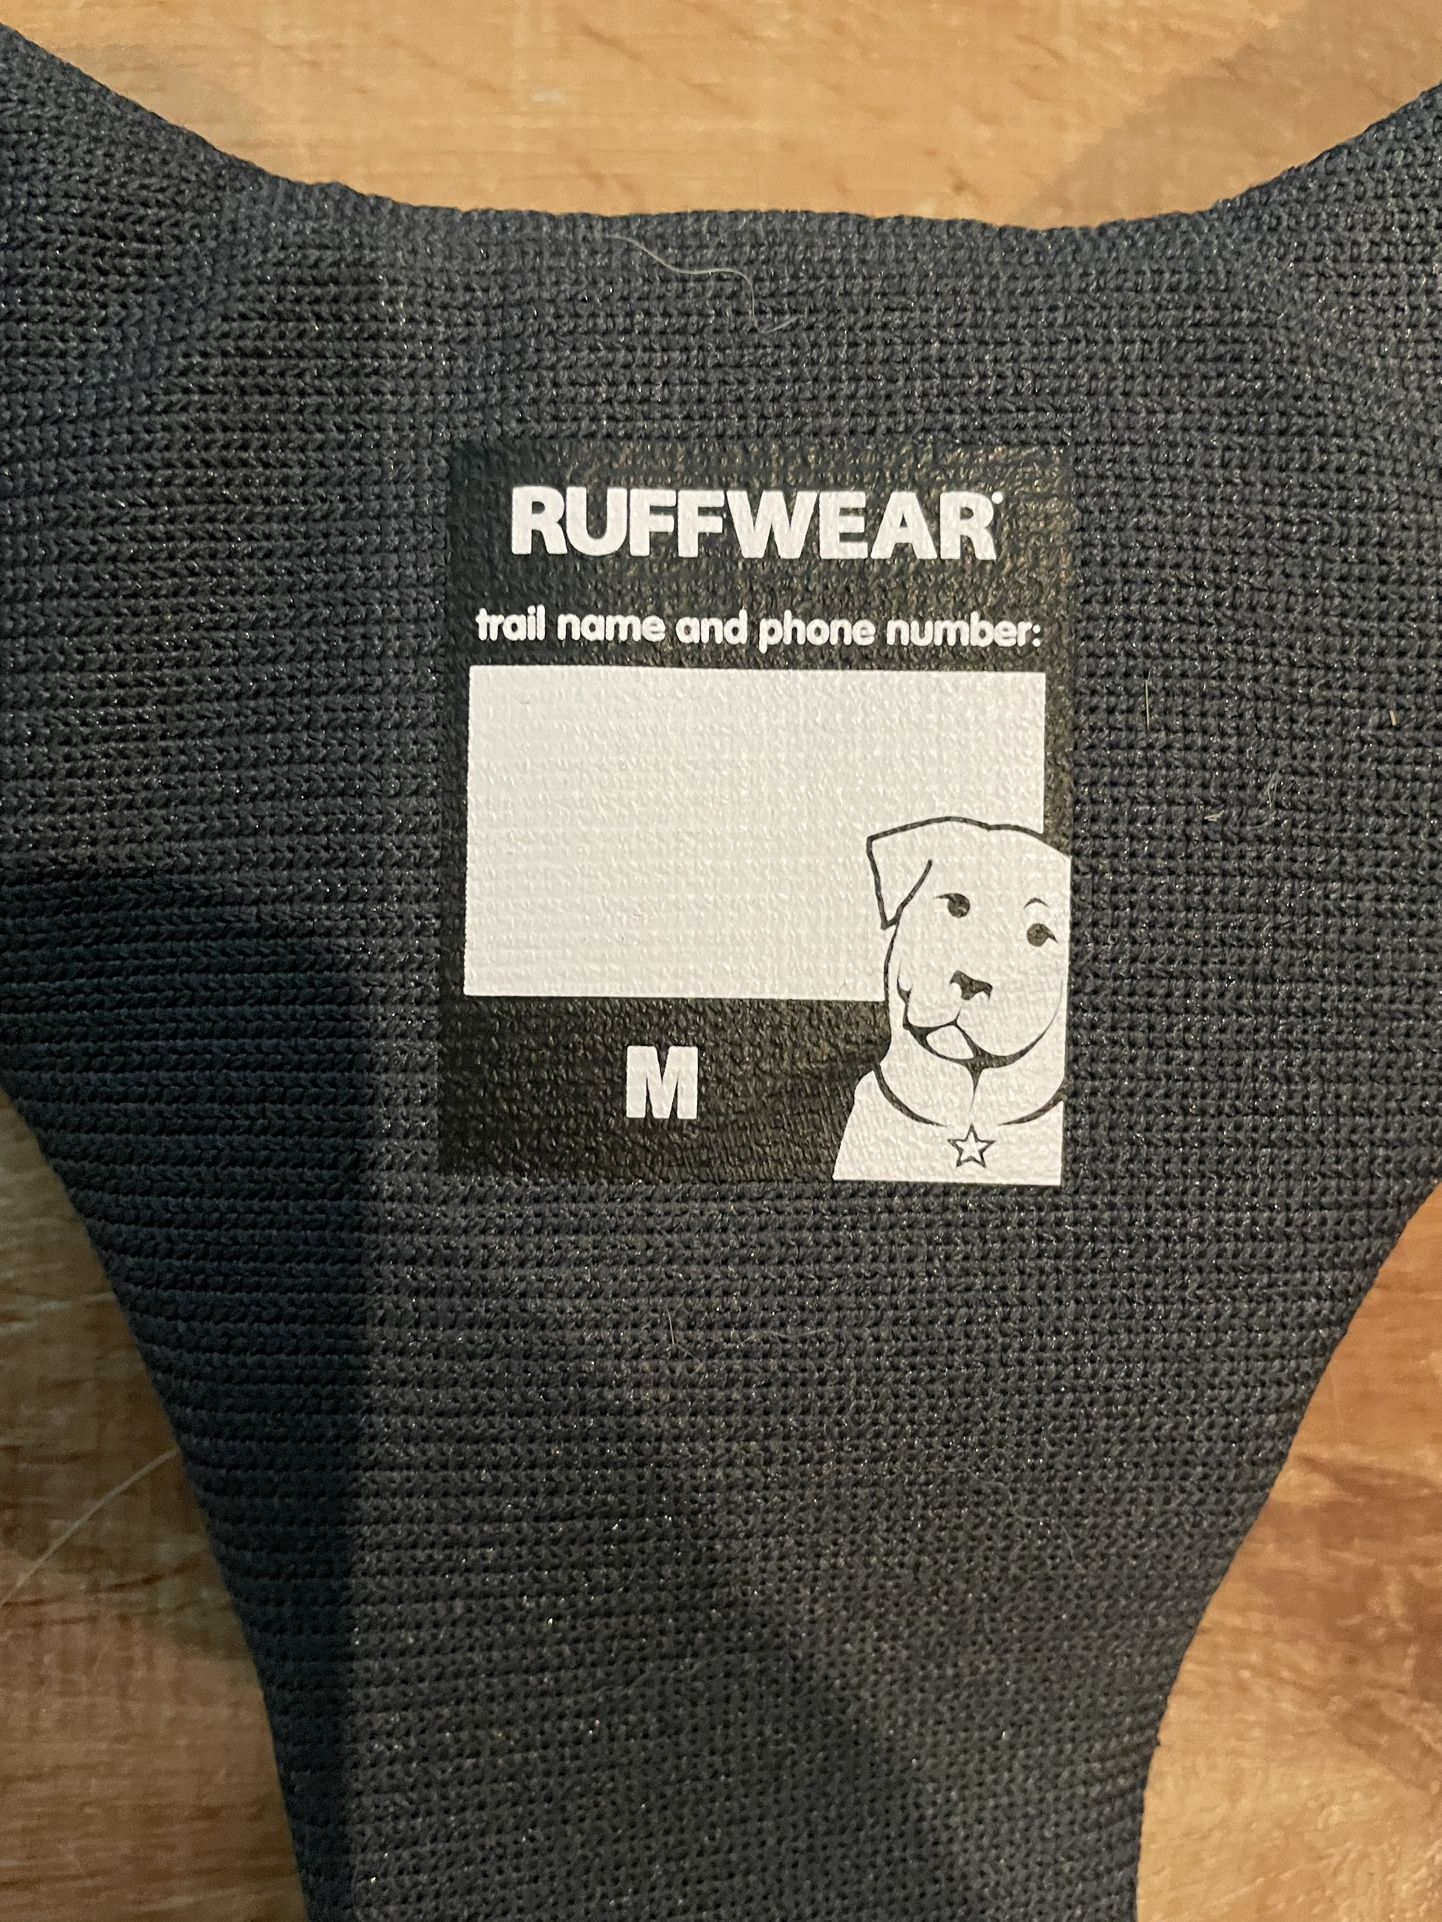 RUFFWEAR
trail name and phone number:
M